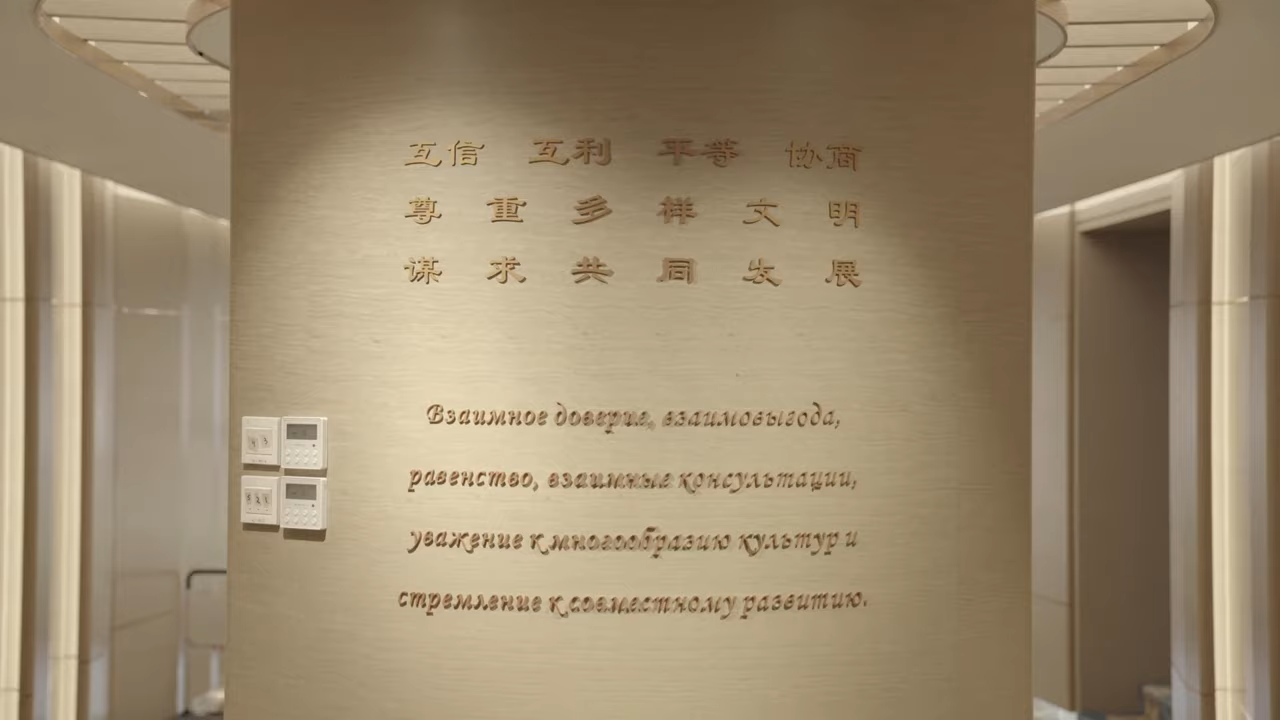 互信 互利 平等 协商
尊重多样文明
谋求共同发展
Взаимное доверие, взаимовыгода,
равенство, взаимные консультации,
уважение к многообразию культур и
стремление к совместному развитию.